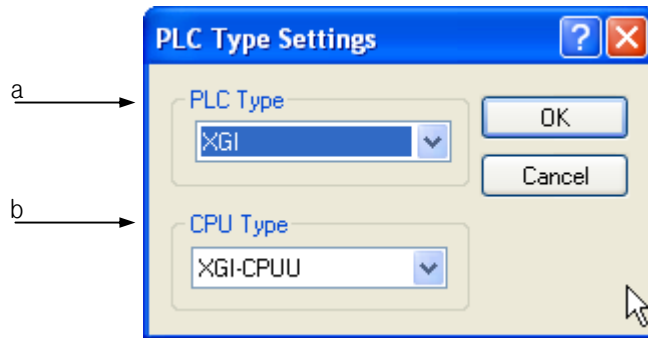 PLC Type Settings
a
PLC Type
XGI
OK
Cancel
b
CPU Type
XGI-CPUU